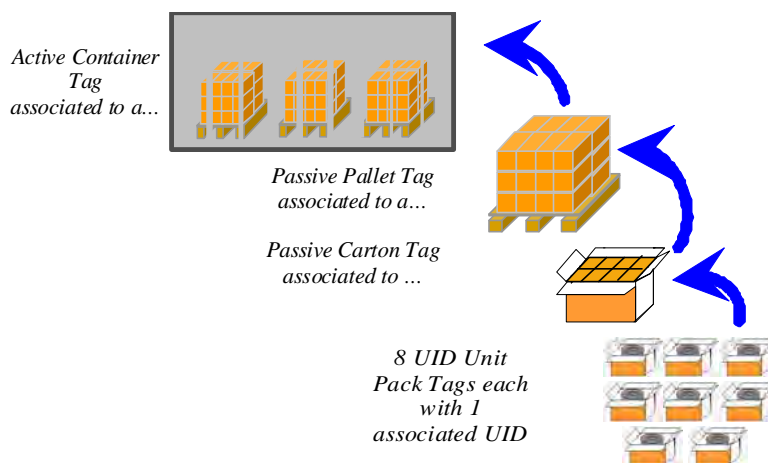 Active Container
Tag
associated to a...
Passive Pallet Tag
associated to a...
Passive Carton Tag
associated to ...
8 UID Unit
Pack Tags each
with 1
associated UID